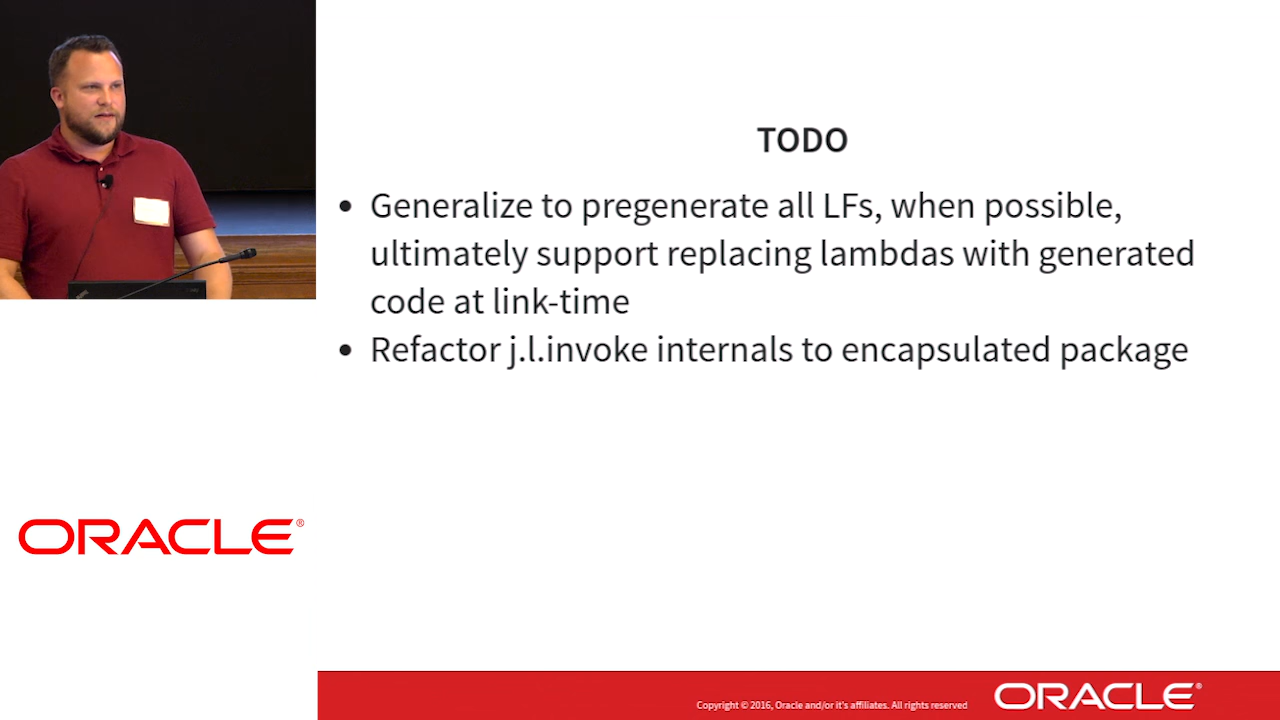 TODO
• Generalize to pregenerate all LFs, when possible,
ultimately support replacing lambdas with generated
code at link-time
• Refactor j.l.invoke internals to encapsulated package
ORACLE®
Copyright © 2016, Oracle and/or it's affiliates. All rights reserved
ORACLE®